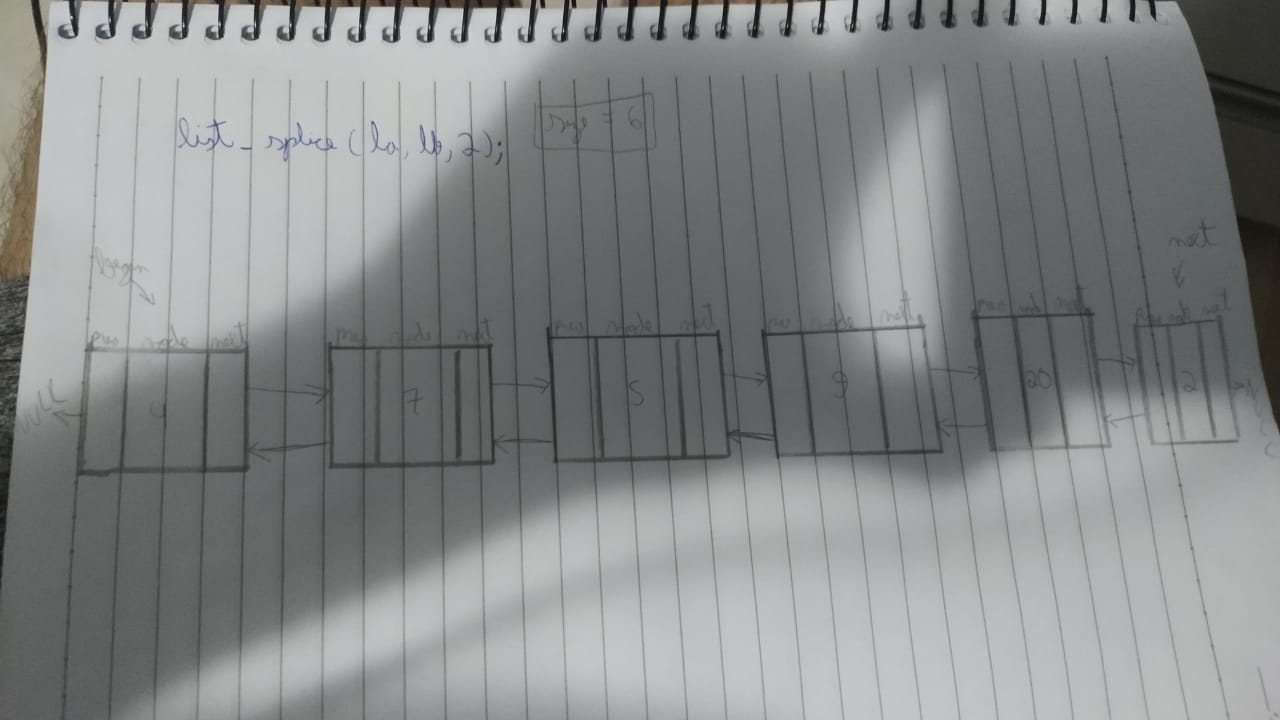 list_splice(la, lb, 2); size = 6
begin next
prev node next prev node next prev node next prev node next prev node next prev node next
NULL 7 5 9 20 2